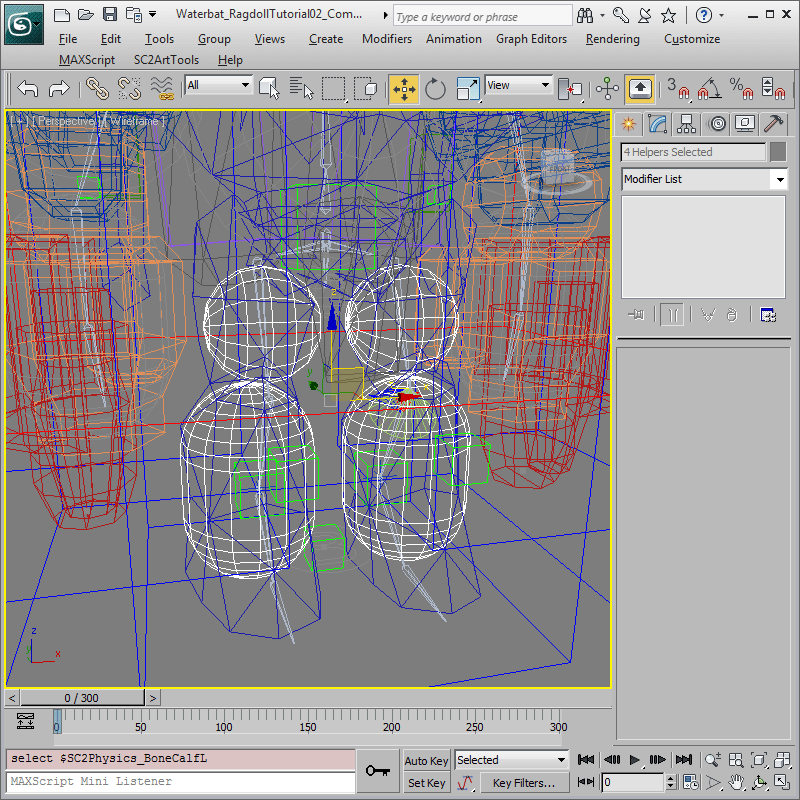 Waterbat_RagdollTutorial02_Com...
Type a keyword or phrase
File Edit Tools Group Views Create Modifiers Animation Graph Editors Rendering Customize
MAXScript SC2ArtTools Help
All
View
3
%
[ + ] [ Perspective ] [ Wireframe ]
4 Helpers Selected
Modifier List
y
z
y
x
< 0 / 300 >
0 50 100 150 200 250 300
select $SC2Physics_BoneCalfL
MAXScript Mini Listener
Auto Key
Selected
Set Key
Key Filters...
0